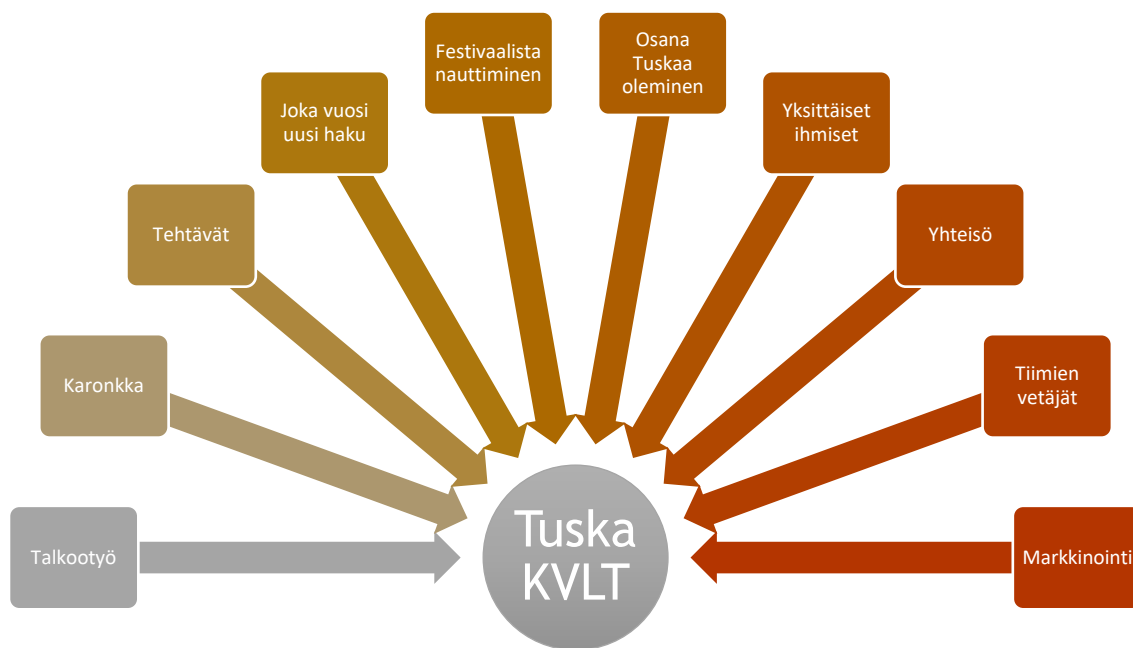 Talkootyö
Karonkka
Tehtävät
Joka vuosi
uusi haku
Festivaalista
nauttiminen
Osana
Tuskaa
oleminen
Yksittäiset
ihmiset
Yhteisö
Tiimien
vetäjät
Markkinointi
Tuska
KVLT